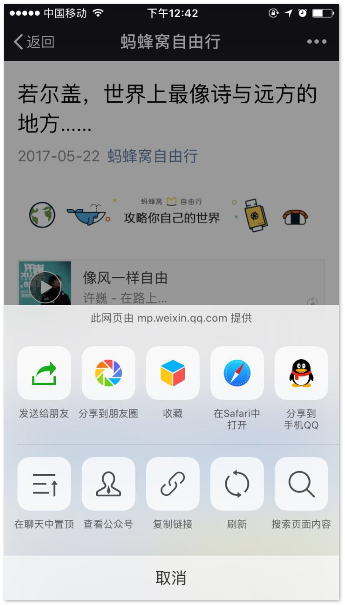 中国移动 下午12:42
返回 蚂蜂窝自由行
若尔盖，世界上最像诗与远方的
地方……
2017-05-22 蚂蜂窝自由行
蚂蜂窝 自由行
攻略你自己的世界
像风一样自由
许巍 - 在路上...
此网页由 mp.weixin.qq.com 提供
发送给朋友 分享到朋友圈 收藏 在Safari中 分享到
打开 手机QQ
在聊天中置顶 查看公众号 复制链接 刷新 搜索页面内容
取消